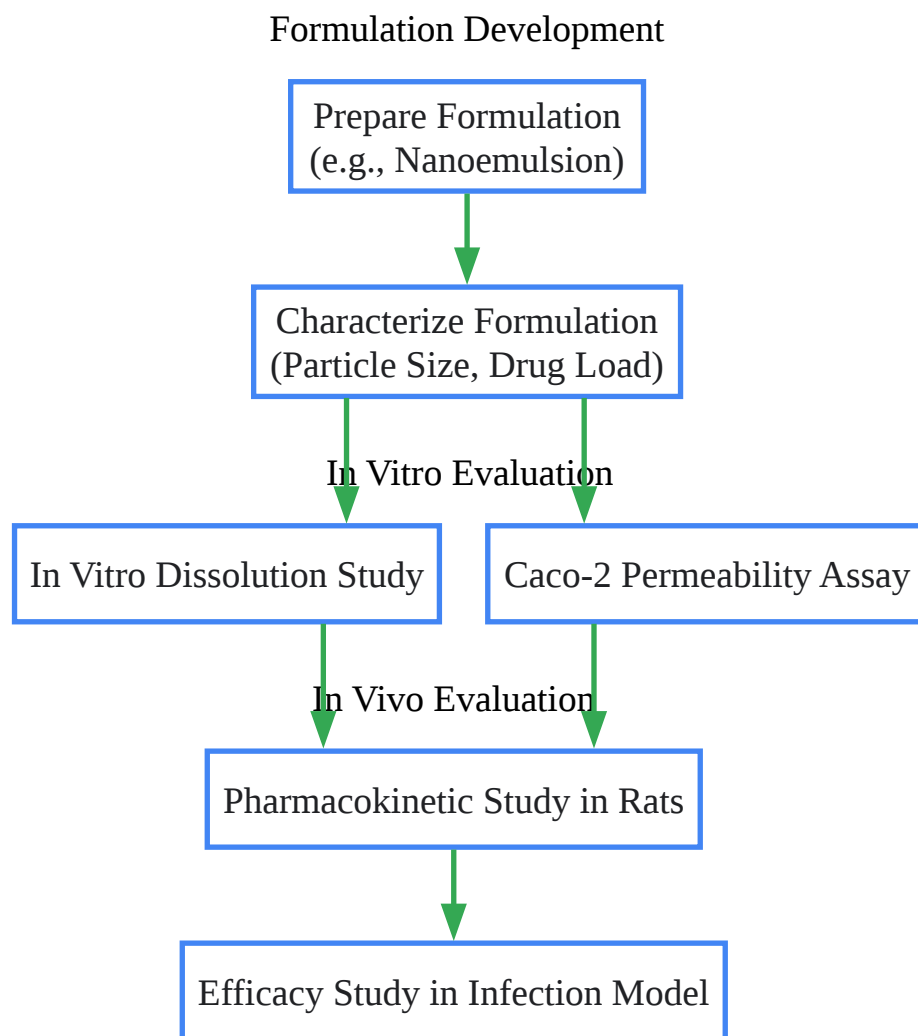 Formulation Development
Prepare Formulation
(e.g., Nanoemulsion)
Characterize Formulation
(Particle Size, Drug Load)
In Vitro Evaluation
In Vitro Dissolution Study
Caco-2 Permeability Assay
In Vivo Evaluation
Pharmacokinetic Study in Rats
Efficacy Study in Infection Model